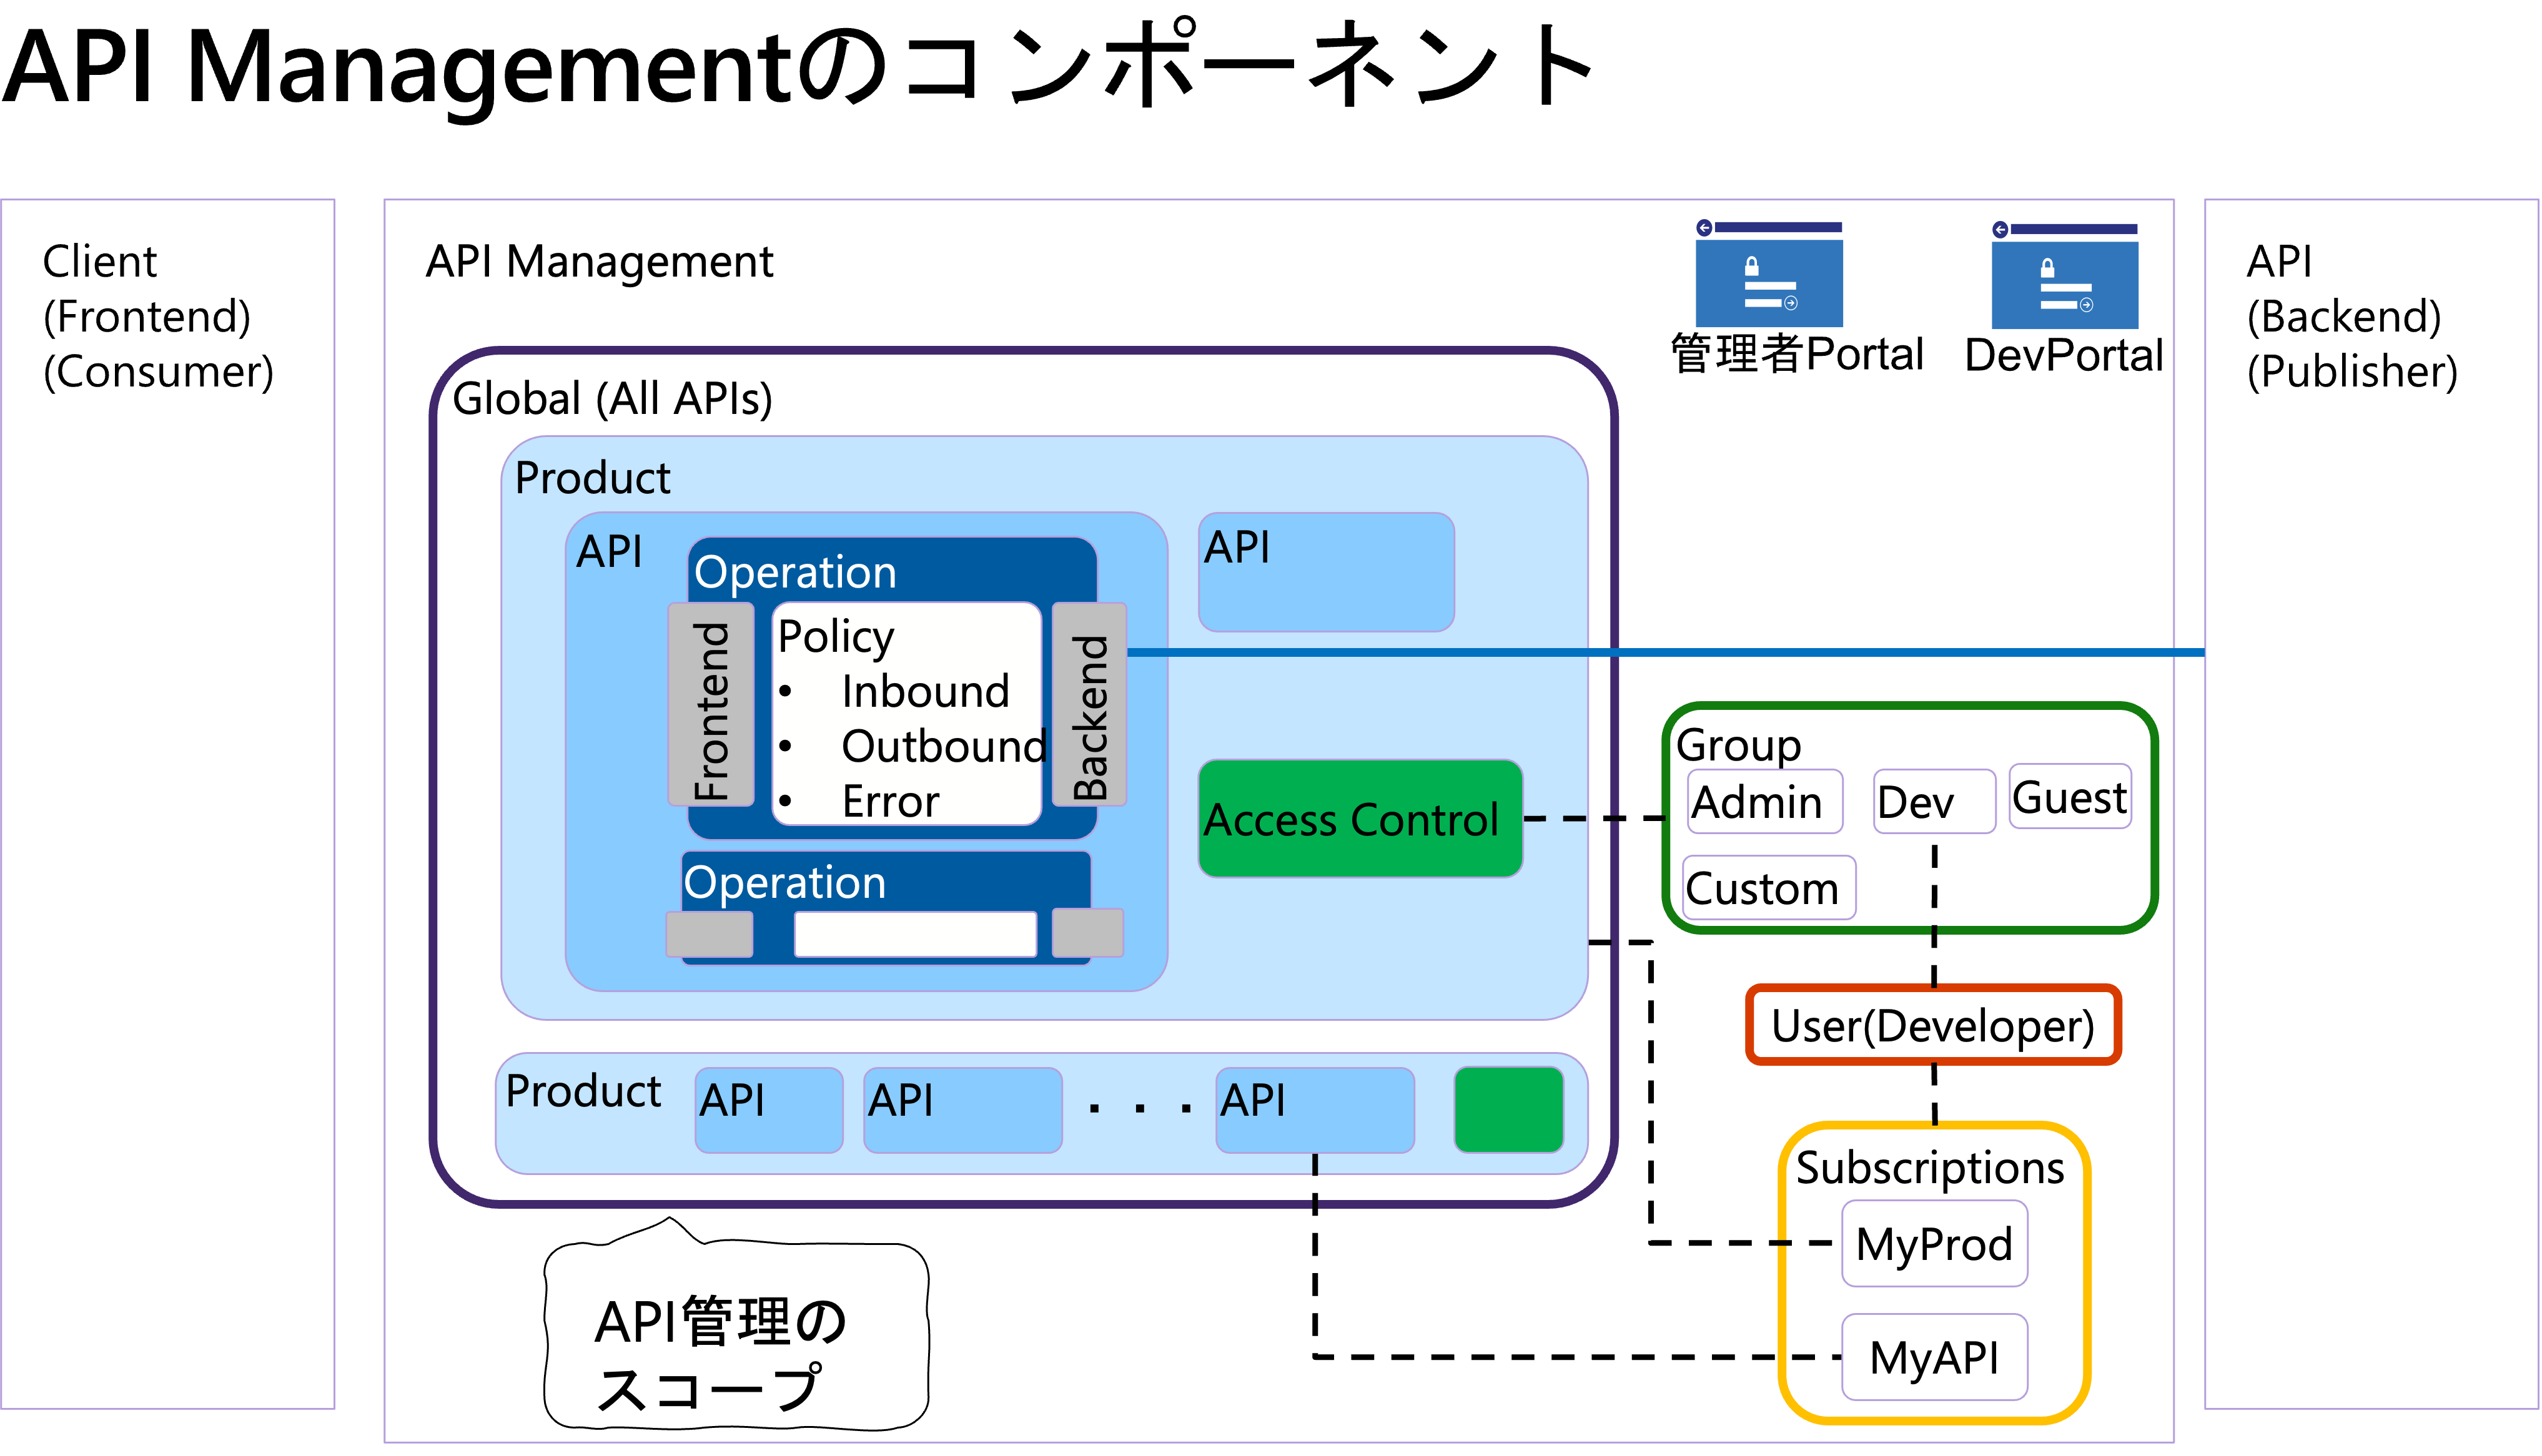 API Managementのコンポーネント
Client
(Frontend)
(Consumer)
API Management
管理者Portal
DevPortal
API
(Backend)
(Publisher)
Global (All APIs)
Product
API
Operation
Frontend
Policy
• Inbound
• Outbound
• Error
Backend
API
Access Control
Operation
Group
Admin
Dev
Guest
Custom
User(Developer)
Product
API
API
・・・
API
Subscriptions
MyProd
MyAPI
API管理の
スコープ